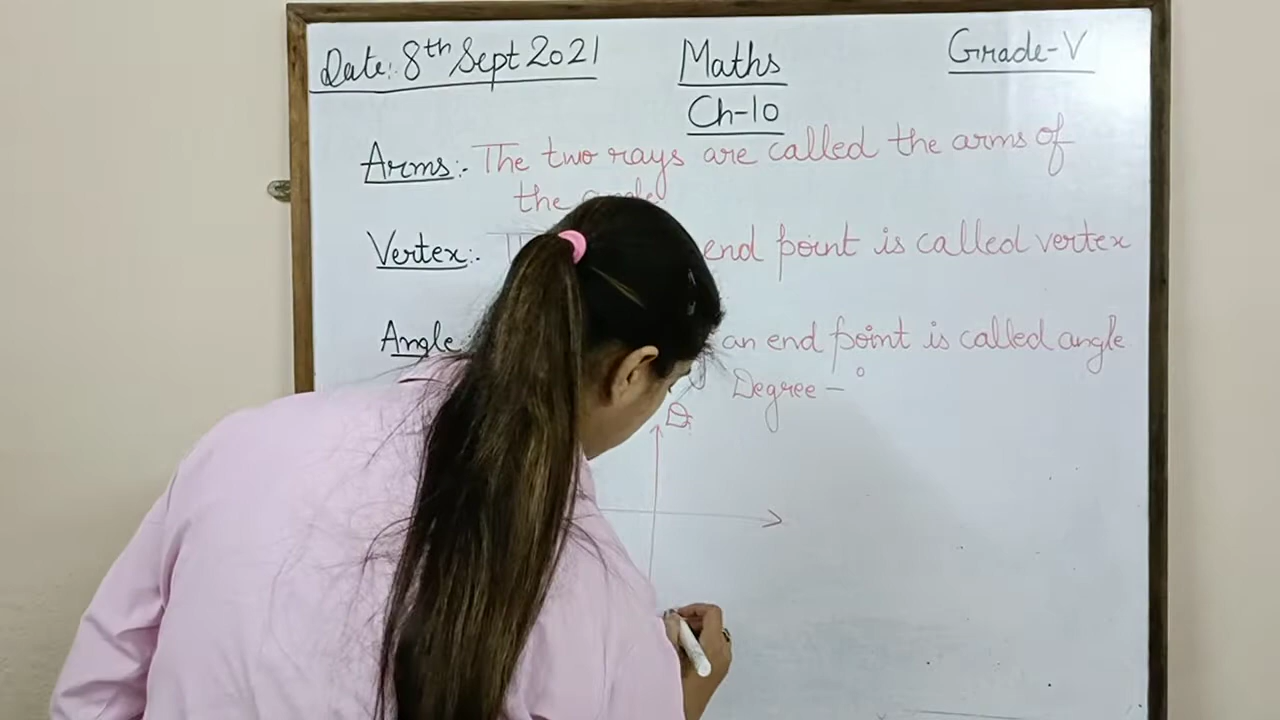 Date:. 8th Sept 2021
Maths
Grade-V
Ch-10
Arms:- The two rays are called the arms of
the angle
Vertex:- end point is called vertex
Angle an end point is called angle
Degree - °
D